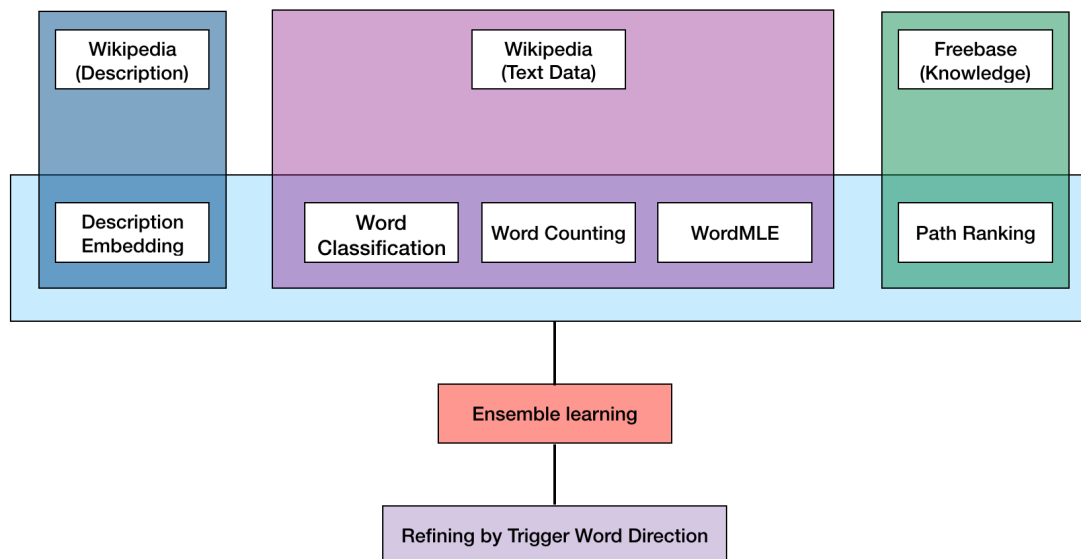 Wikipedia
(Description)
Wikipedia
(Text Data)
Freebase
(Knowledge)
Description
Embedding
Word
Classification
Word Counting
WordMLE
Path Ranking
Ensemble learning
Refining by Trigger Word Direction